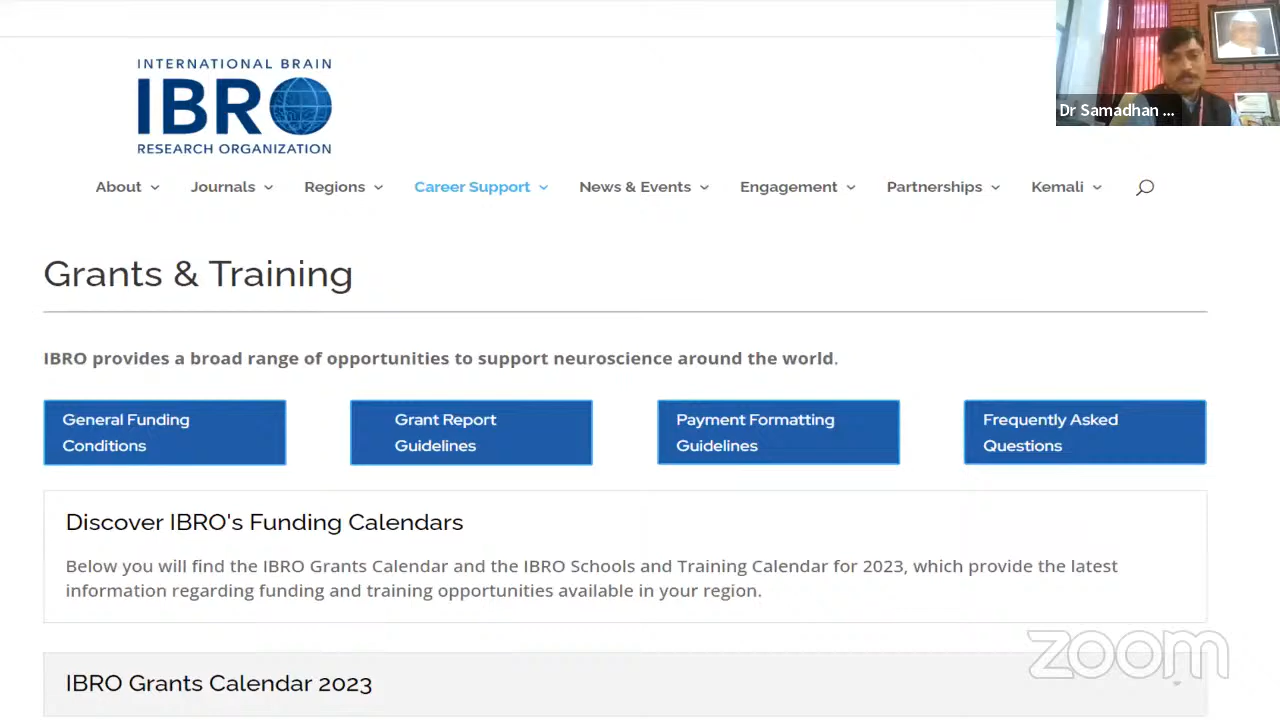 INTERNATIONAL BRAIN
IBRO
RESEARCH ORGANIZATION
Dr Samadhan ...
About Journals Regions Career Support News & Events Engagement Partnerships Kemali
Grants & Training
IBRO provides a broad range of opportunities to support neuroscience around the world.
General Funding
Conditions
Grant Report
Guidelines
Payment Formatting
Guidelines
Frequently Asked
Questions
Discover IBRO's Funding Calendars
Below you will find the IBRO Grants Calendar and the IBRO Schools and Training Calendar for 2023, which provide the latest
information regarding funding and training opportunities available in your region.
zoom
IBRO Grants Calendar 2023